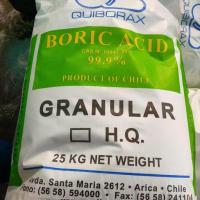 QUIBORAX
BORIC ACID
99,9%
PRODUCT OF CHILE
GRANULAR
H.Q.
25 KG NET WEIGHT
Santa Maria 2612 • Arica • Chile
(56 58) 594000 • Fax: (56 58) 24110